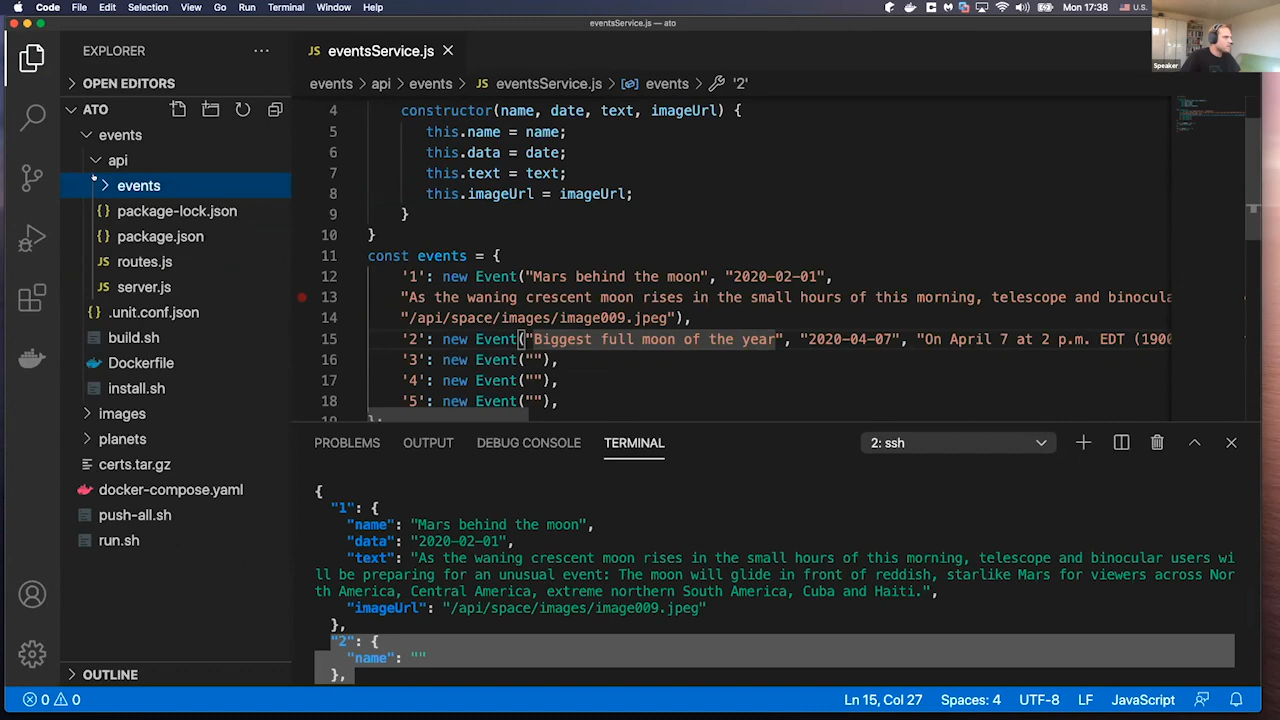 Code File Edit Selection View Go Run Terminal Window Help U.S. Mon 17:38
eventsService.js — ato
Speaker
EXPLORER
OPEN EDITORS
ATO
events
api
events
package-lock.json
package.json
routes.js
server.js
.unit.conf.json
build.sh
Dockerfile
install.sh
images
planets
certs.tar.gz
docker-compose.yaml
push-all.sh
run.sh
OUTLINE
JS eventsService.js
events > api > events > JS eventsService.js > events > '2'
4 constructor(name, date, text, imageUrl) {
5 this.name = name;
6 this.data = date;
7 this.text = text;
8 this.imageUrl = imageUrl;
9 }
10 }
11 const events = {
12 '1': new Event("Mars behind the moon", "2020-02-01",
13 "As the waning crescent moon rises in the small hours of this morning, telescope and binocula
14 "/api/space/images/image009.jpeg"),
15 '2': new Event("Biggest full moon of the year", "2020-04-07", "On April 7 at 2 p.m. EDT (1900
16 '3': new Event(""),
17 '4': new Event(""),
18 '5': new Event(""),
19 };
PROBLEMS OUTPUT DEBUG CONSOLE TERMINAL 2: ssh
{
"1": {
"name": "Mars behind the moon",
"data": "2020-02-01",
"text": "As the waning crescent moon rises in the small hours of this morning, telescope and binocular users wi
ll be preparing for an unusual event: The moon will glide in front of reddish, starlike Mars for viewers across Nor
th America, Central America, extreme northern South America, Cuba and Haiti.",
"imageUrl": "/api/space/images/image009.jpeg"
},
"2": {
"name": ""
},
0 0 Ln 15, Col 27 Spaces: 4 UTF-8 LF JavaScript